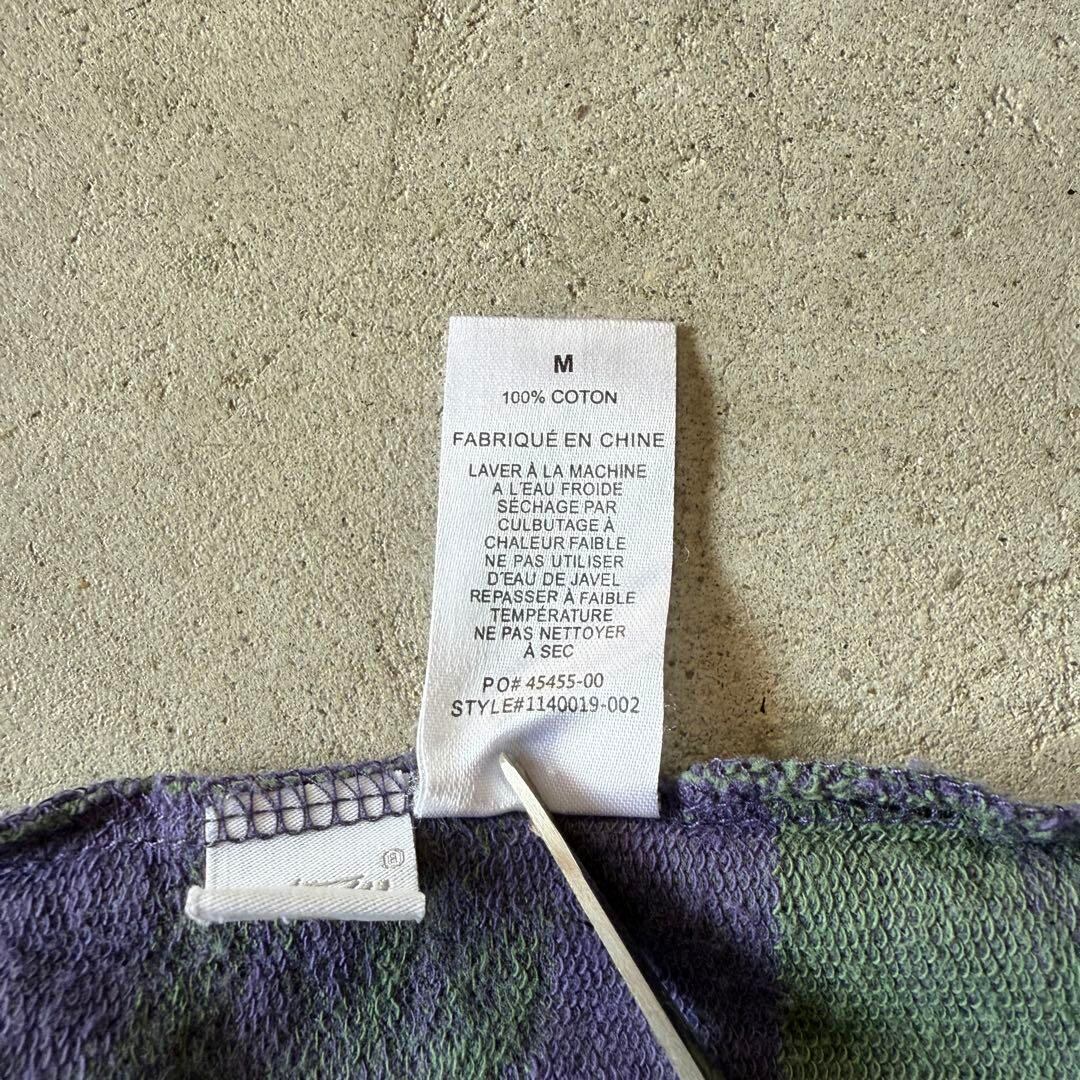 M
100% COTON
FABRIQUÉ EN CHINE
LAVER À LA MACHINE
A L'EAU FROIDE
SÉCHAGE PAR
CULBUTAGE À
CHALEUR FAIBLE
NE PAS UTILISER
D'EAU DE JAVEL
REPASSER À FAIBLE
TEMPÉRATURE
NE PAS NETTOYER
À SEC
PO# 45455-00
STYLE#1140019-002